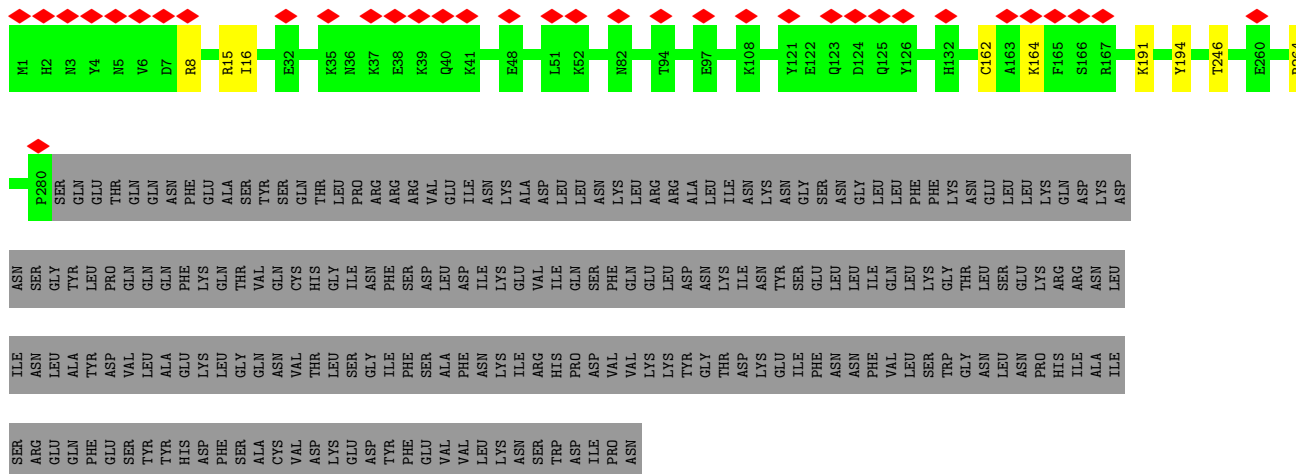 M1 H2 N3 Y4 N5 V6 D7 R8 R15 I16 E32 K35 N36 K37 E38 K39 Q40 K41 E48 L51 K52 N82 T94 E97 K108 Y121 E122 Q123 D124 Q125 Y126 H132 C162 A163 K164 F165 S166 R167 K191 Y194 T246 E260
P280 SER GLN GLU THR GLN GLN ASN PHE GLU ALA SER TYR SER GLN THR LEU PRO ARG ARG ARG VAL GLU ILE ASN LYS ALA ASP LEU LEU ASN LYS LEU ARG ARG ALA LEU ILE ASN LYS ASN GLY SER ASN GLY LEU LEU PHE PHE LYS ASN GLU LEU LEU LYS GLN ASP LYS ASP
ASN SER GLY TYR LEU PRO GLN GLN GLN PHE LYS GLN THR VAL GLN CYS HIS GLY ILE ASN PHE SER ASP LEU ASP ILE LYS GLU VAL ILE GLN SER PHE GLN GLU LEU ASP ASN LYS ILE ASN TYR SER GLU LEU LEU ILE GLN LEU LYS GLY THR LEU SER GLU LYS ARG ARG ASN LEU
ILE ASN LEU ALA TYR ASP VAL LEU ALA GLU LYS LEU GLY GLN ASN VAL THR LEU SER GLY ILE PHE SER ALA PHE ASN LYS ILE ARG HIS PRO ASP VAL VAL LYS LYS TYR GLY THR ASP LYS GLU ILE PHE ASN ASN PHE VAL LEU SER TRP GLY ASN LEU ASN PRO HIS ILE ALA ILE
SER ARG GLU GLN PHE GLU SER TYR TYR HIS ASP PHE SER ALA CYS VAL ASP LYS GLU ASP TYR PHE GLU VAL VAL LEU LYS ASN SER TRP ASP ILE PRO ASN